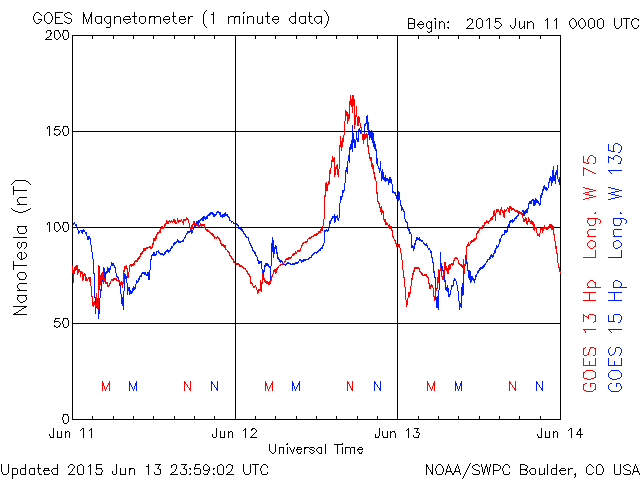 GOES Magnetometer (1 minute data)
Begin: 2015 Jun 11 0000 UTC
200
150
100
50
0
NanoTesla (nT)
M M N N M M N N M M N N
Jun 11 Jun 12 Jun 13 Jun 14
Universal Time
GOES 13 Hp Long. W 75
GOES 15 Hp Long. W 135
Updated 2015 Jun 13 23:59:02 UTC
NOAA/SWPC Boulder, CO USA